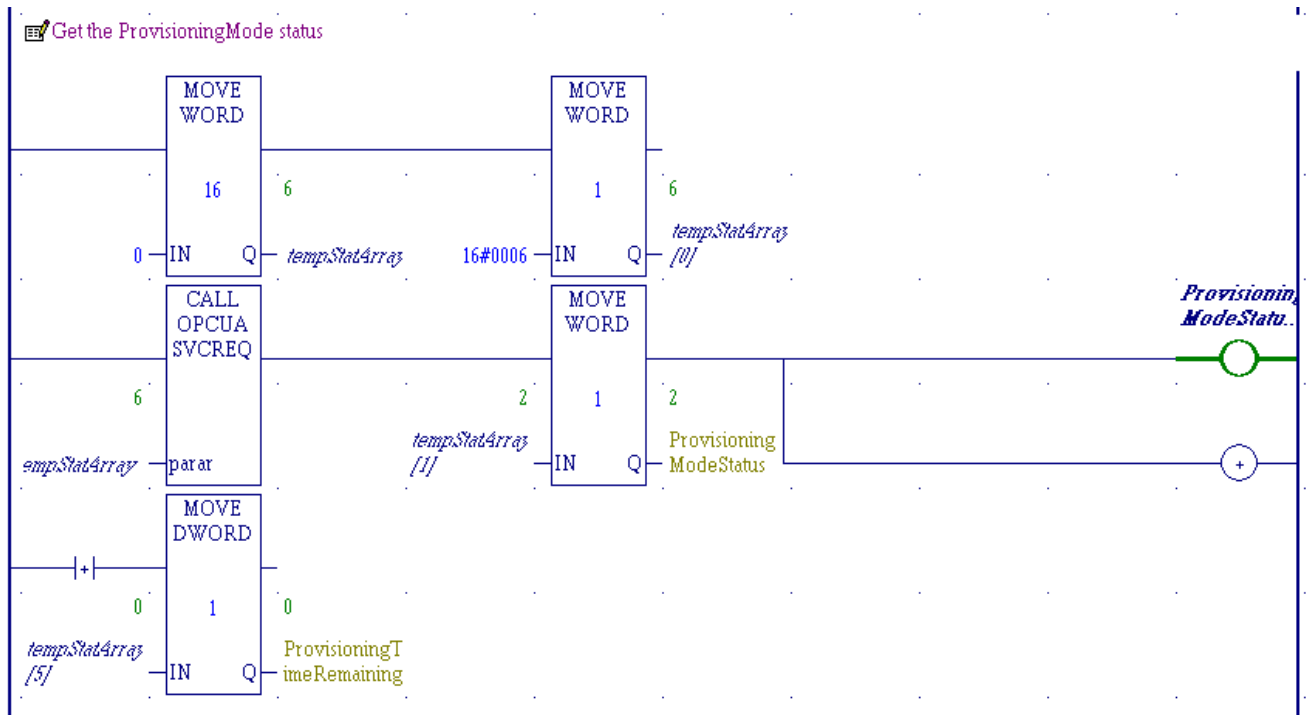 Get the ProvisioningMode status
MOVE
WORD
MOVE
WORD
16
6
1
6
0
IN
Q
tempStatArray
16#0006
IN
Q
tempStatArray
[0]
CALL
OPCUA
SVCREQ
MOVE
WORD
Provisioning
ModeStatu..
6
2
1
2
empStatArray
parar
tempStatArray
[1]
IN
Q
Provisioning
ModeStatus
+
MOVE
DWORD
+
0
1
0
tempStatArray
[5]
IN
Q
ProvisioningT
imeRemaining